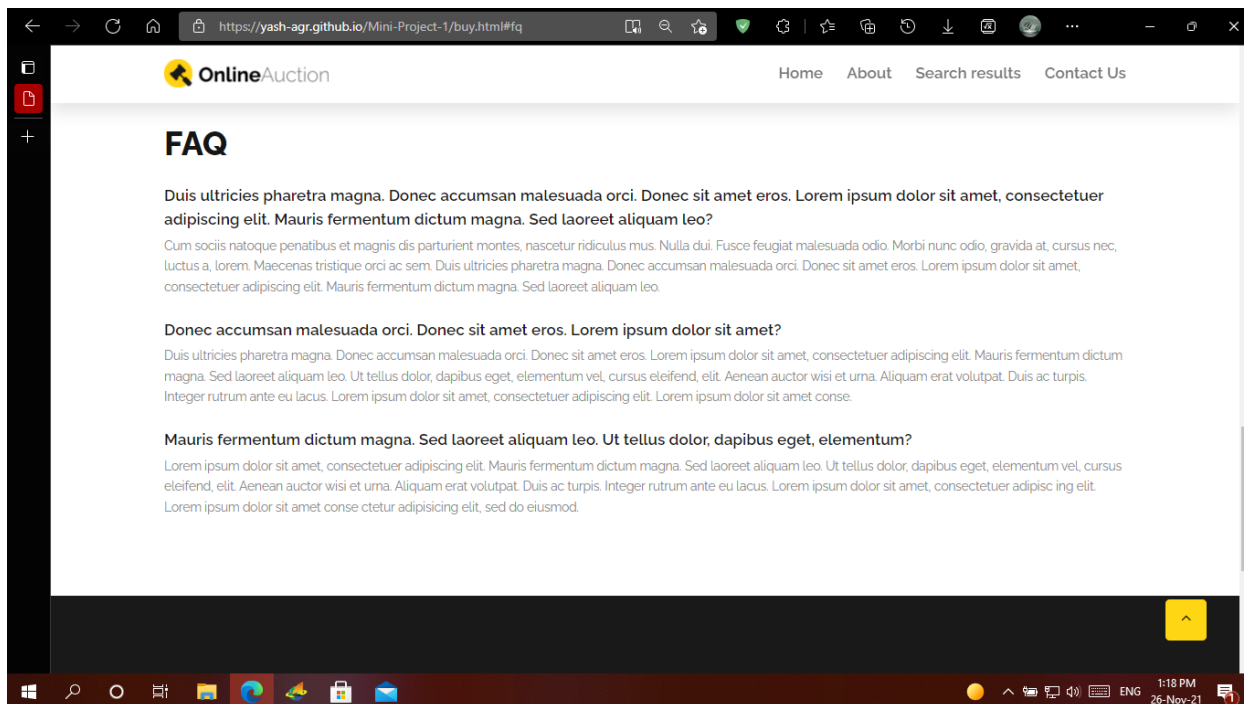 https://yash-agr.github.io/Mini-Project-1/buy.html#fq
OnlineAuction
Home About Search results Contact Us
FAQ
Duis ultricies pharetra magna. Donec accumsan malesuada orci. Donec sit amet eros. Lorem ipsum dolor sit amet, consectetuer
adipiscing elit. Mauris fermentum dictum magna. Sed laoreet aliquam leo?
Cum sociis natoque penatibus et magnis dis parturient montes, nascetur ridiculus mus. Nulla dui. Fusce feugiat malesuada odio. Morbi nunc odio, gravida at, cursus nec,
luctus a, lorem. Maecenas tristique orci ac sem. Duis ultricies pharetra magna. Donec accumsan malesuada orci. Donec sit amet eros. Lorem ipsum dolor sit amet,
consectetuer adipiscing elit. Mauris fermentum dictum magna. Sed laoreet aliquam leo.
Donec accumsan malesuada orci. Donec sit amet eros. Lorem ipsum dolor sit amet?
Duis ultricies pharetra magna. Donec accumsan malesuada orci. Donec sit amet eros. Lorem ipsum dolor sit amet, consectetuer adipiscing elit. Mauris fermentum dictum
magna. Sed laoreet aliquam leo. Ut tellus dolor, dapibus eget, elementum vel, cursus eleifend, elit. Aenean auctor wisi et urna. Aliquam erat volutpat. Duis ac turpis.
Integer rutrum ante eu lacus. Lorem ipsum dolor sit amet, consectetuer adipiscing elit. Lorem ipsum dolor sit amet conse.
Mauris fermentum dictum magna. Sed laoreet aliquam leo. Ut tellus dolor, dapibus eget, elementum?
Lorem ipsum dolor sit amet, consectetuer adipiscing elit. Mauris fermentum dictum magna. Sed laoreet aliquam leo. Ut tellus dolor, dapibus eget, elementum vel, cursus
eleifend, elit. Aenean auctor wisi et urna. Aliquam erat volutpat. Duis ac turpis. Integer rutrum ante eu lacus. Lorem ipsum dolor sit amet, consectetuer adipisc ing elit.
Lorem ipsum dolor sit amet conse ctetur adipisicing elit, sed do eiusmod.
ENG
1:18 PM
26-Nov-21
1